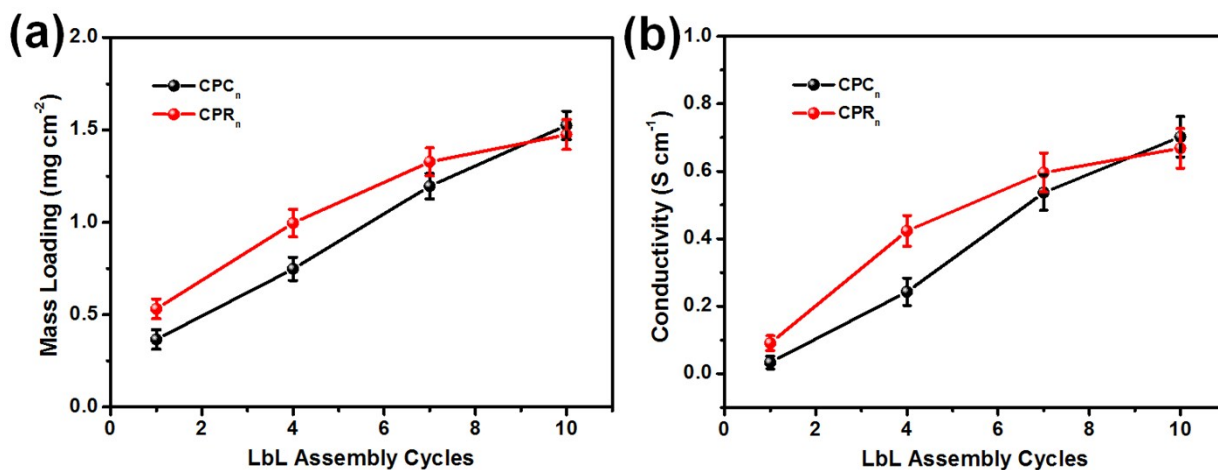 (a)
Mass Loading (mg cm⁻²)
2.0
1.5
1.0
0.5
0.0
CPCₙ
CPRₙ
0 2 4 6 8 10
LbL Assembly Cycles
(b)
Conductivity (S cm⁻¹)
1.0
0.8
0.6
0.4
0.2
0.0
CPCₙ
CPRₙ
0 2 4 6 8 10
LbL Assembly Cycles